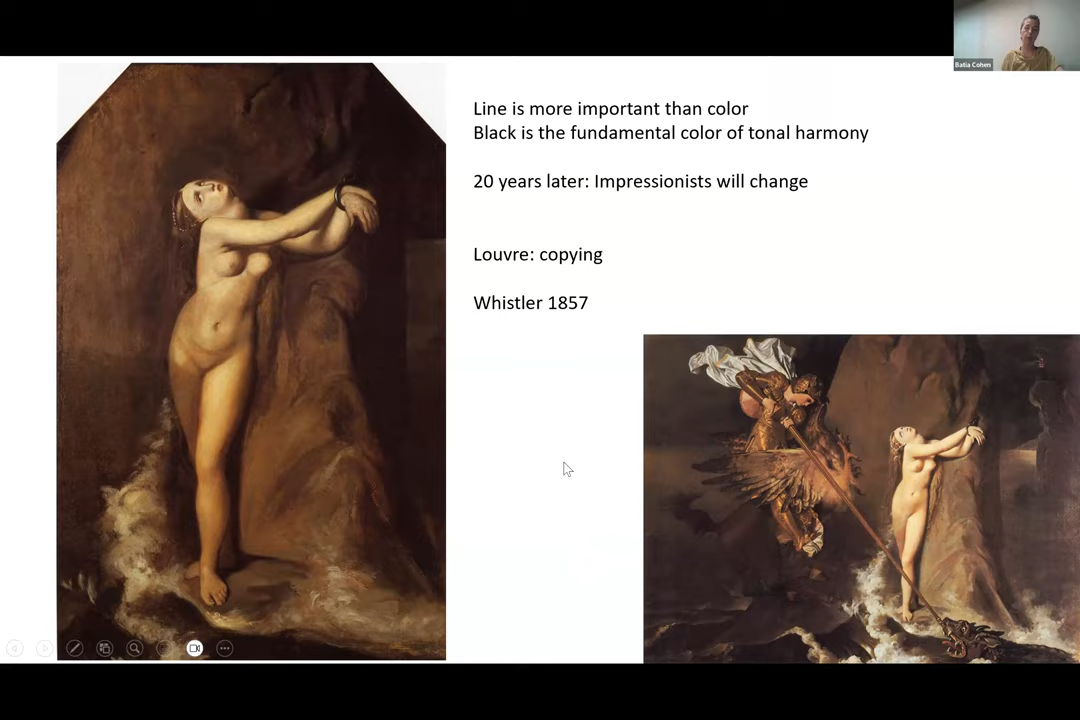 Batia Cohen
Line is more important than color
Black is the fundamental color of tonal harmony
20 years later: Impressionists will change
Louvre: copying
Whistler 1857